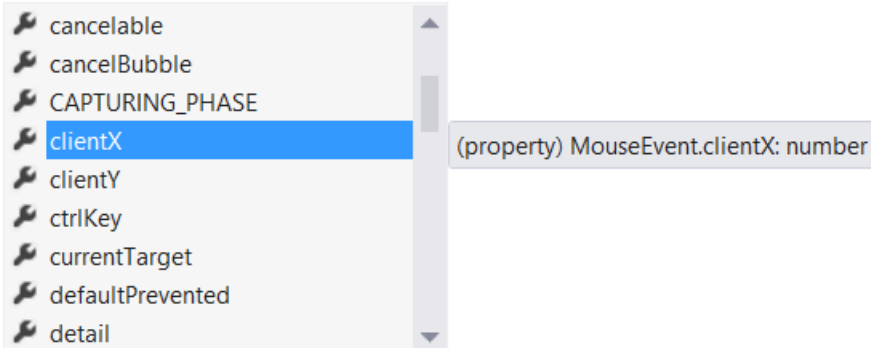 cancelable
cancelBubble
CAPTURING_PHASE
clientX
(property) MouseEvent.clientX: number
clientY
ctrlKey
currentTarget
defaultPrevented
detail